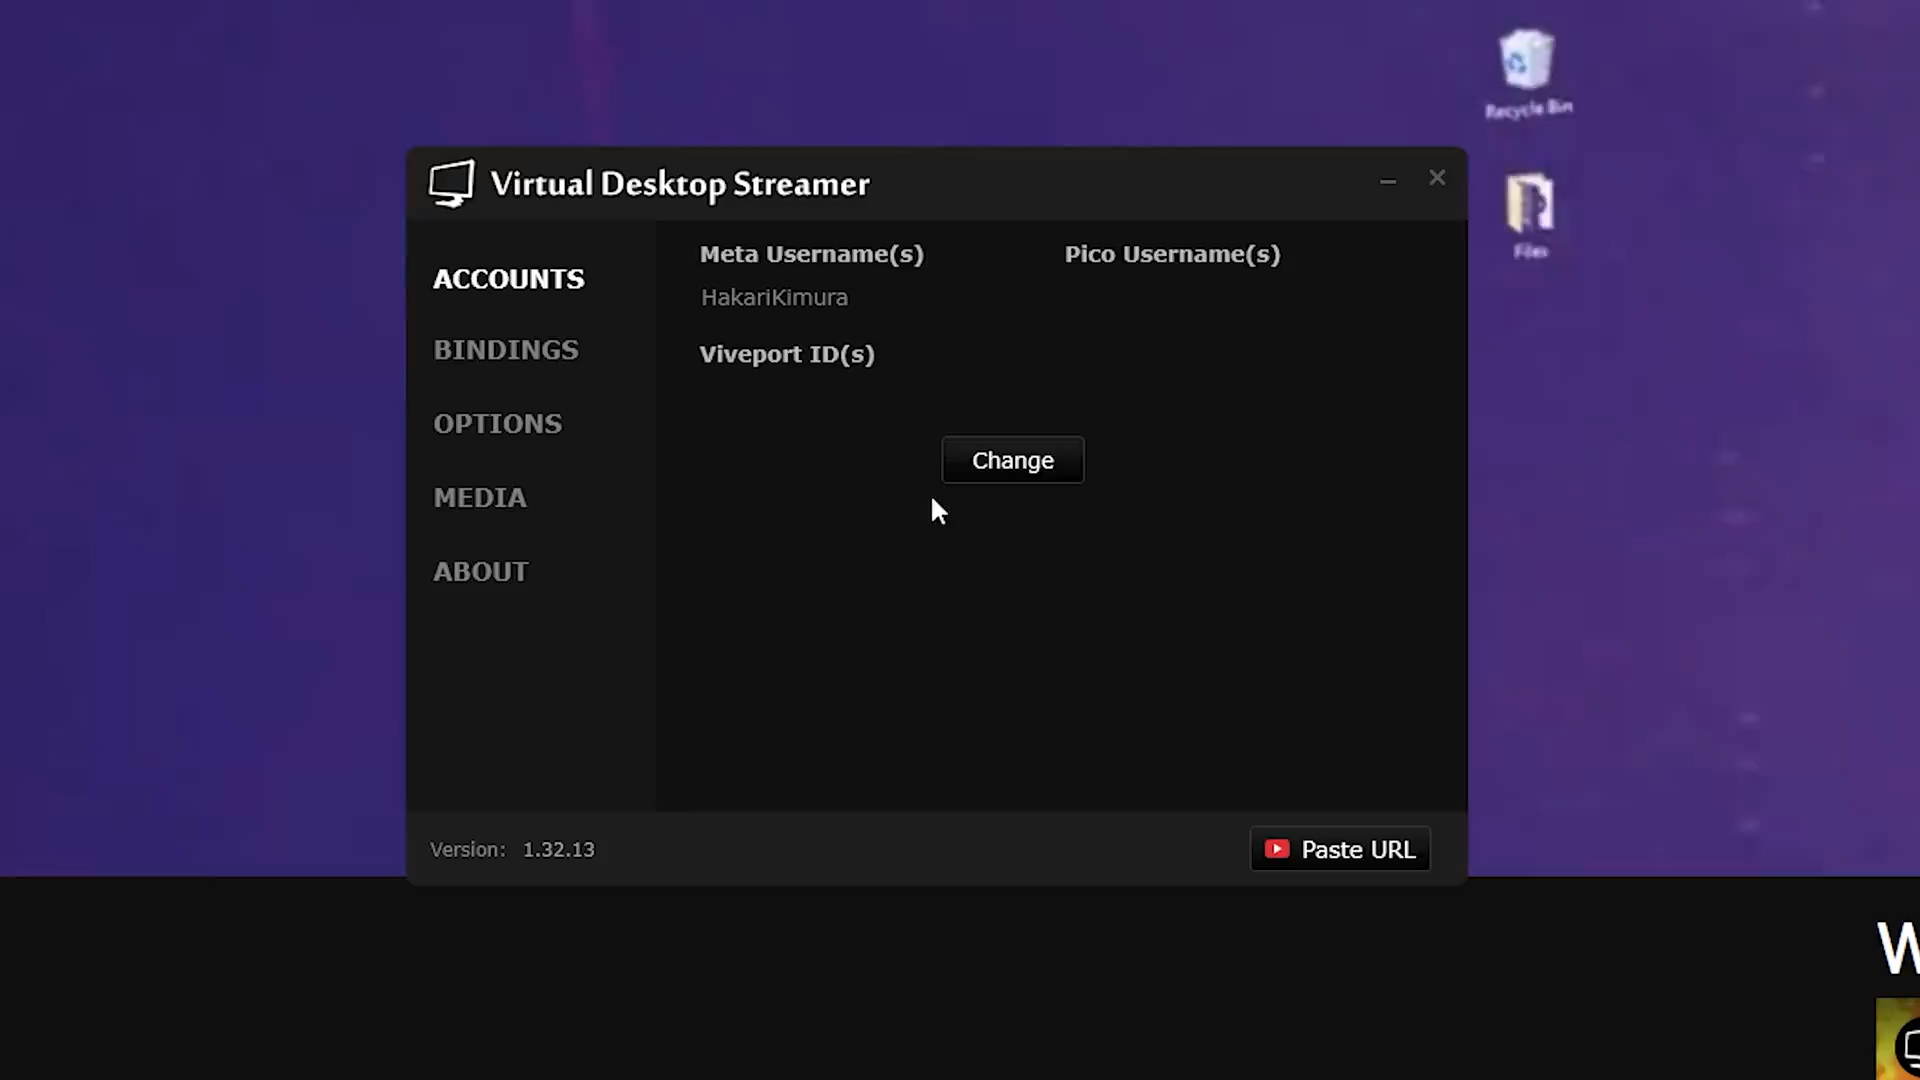 Recycle Bin
Files
Virtual Desktop Streamer
ACCOUNTS
BINDINGS
OPTIONS
MEDIA
ABOUT
Meta Username(s)
HakariKimura
Pico Username(s)
Viveport ID(s)
Change
Version: 1.32.13
Paste URL
W